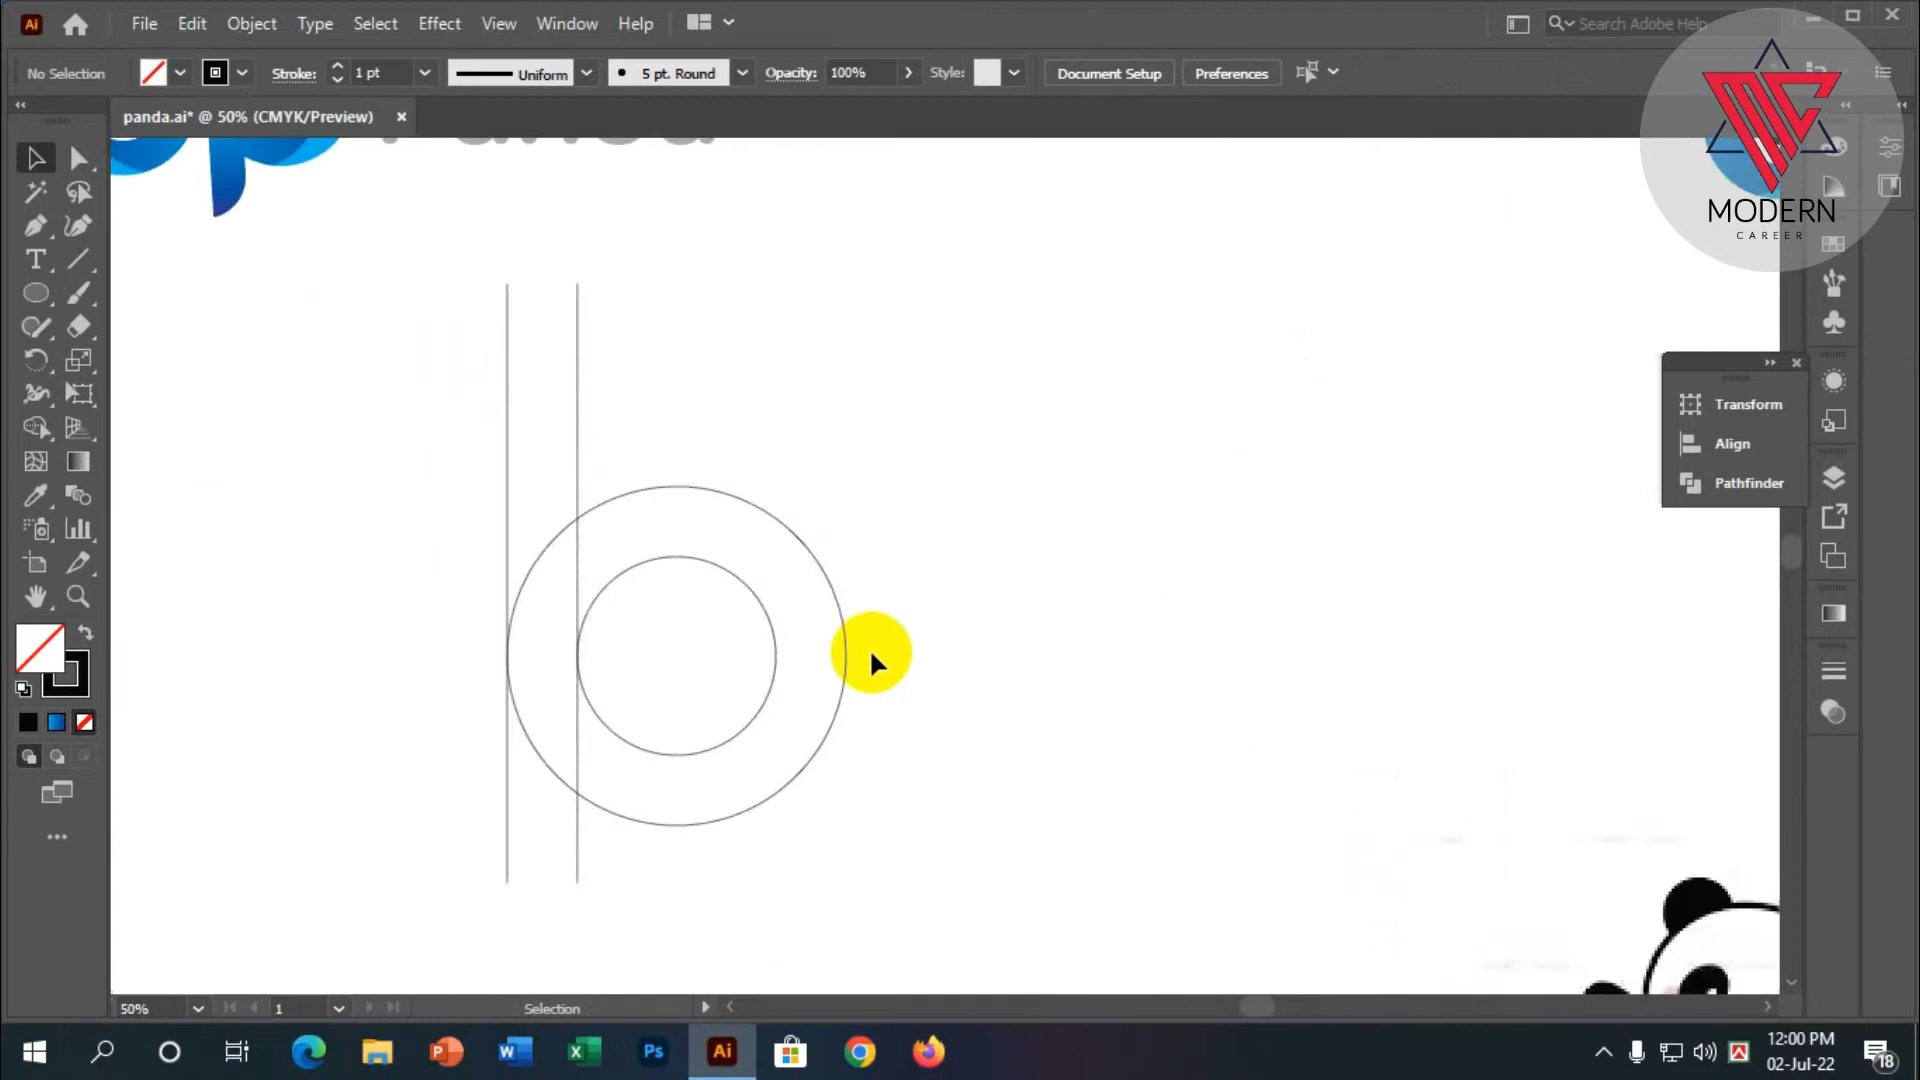 Ai File Edit Object Type Select Effect View Window Help Search Adobe Help
No Selection Stroke: 1 pt Uniform 5 pt. Round Opacity: 100% Style: Document Setup Preferences
panda.ai* @ 50% (CMYK/Preview)
MODERN
CAREER
Transform
Align
Pathfinder
50% 1 Selection
P W X Ps Ai 12:00 PM
02-Jul-22 18